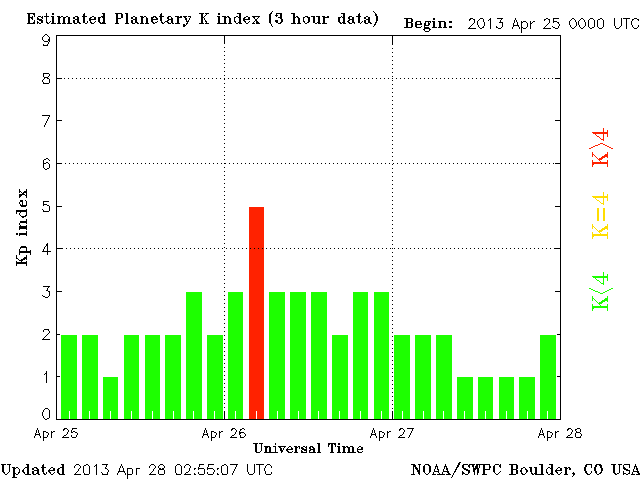 Estimated Planetary K index (3 hour data) Begin: 2013 Apr 25 0000 UTC
9
8
7
6
5
4
3
2
1
0
Kp index
K>4
K=4
K<4
Apr 25 Apr 26 Apr 27 Apr 28
Universal Time
Updated 2013 Apr 28 02:55:07 UTC NOAA/SWPC Boulder, CO USA